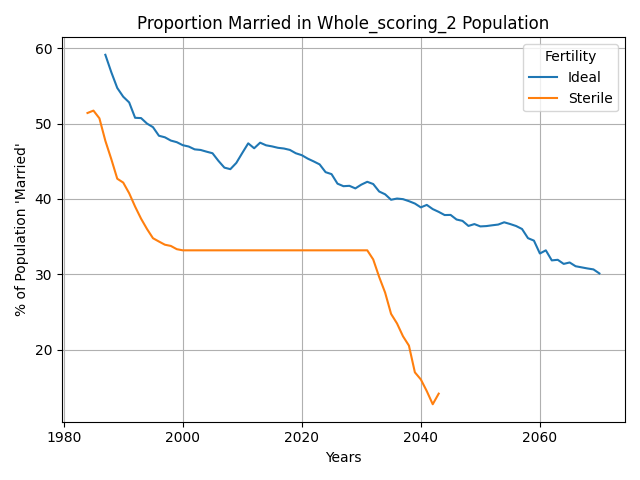 Proportion Married in Whole_scoring_2 Population
% of Population 'Married'
60
50
40
30
20
Fertility
Ideal
Sterile
1980
2000
2020
2040
2060
Years